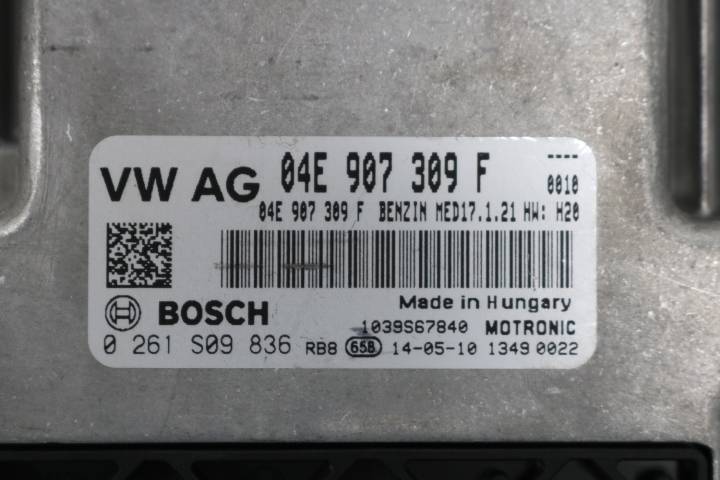 VW AG 04E 907 309 F ----
0010
04E 907 309 F BENZIN MED17.1.21 HW: H20
Made in Hungary
BOSCH
1039S67840 MOTRONIC
0 261 S09 836 RB8 658 14-05-10 1349 0022